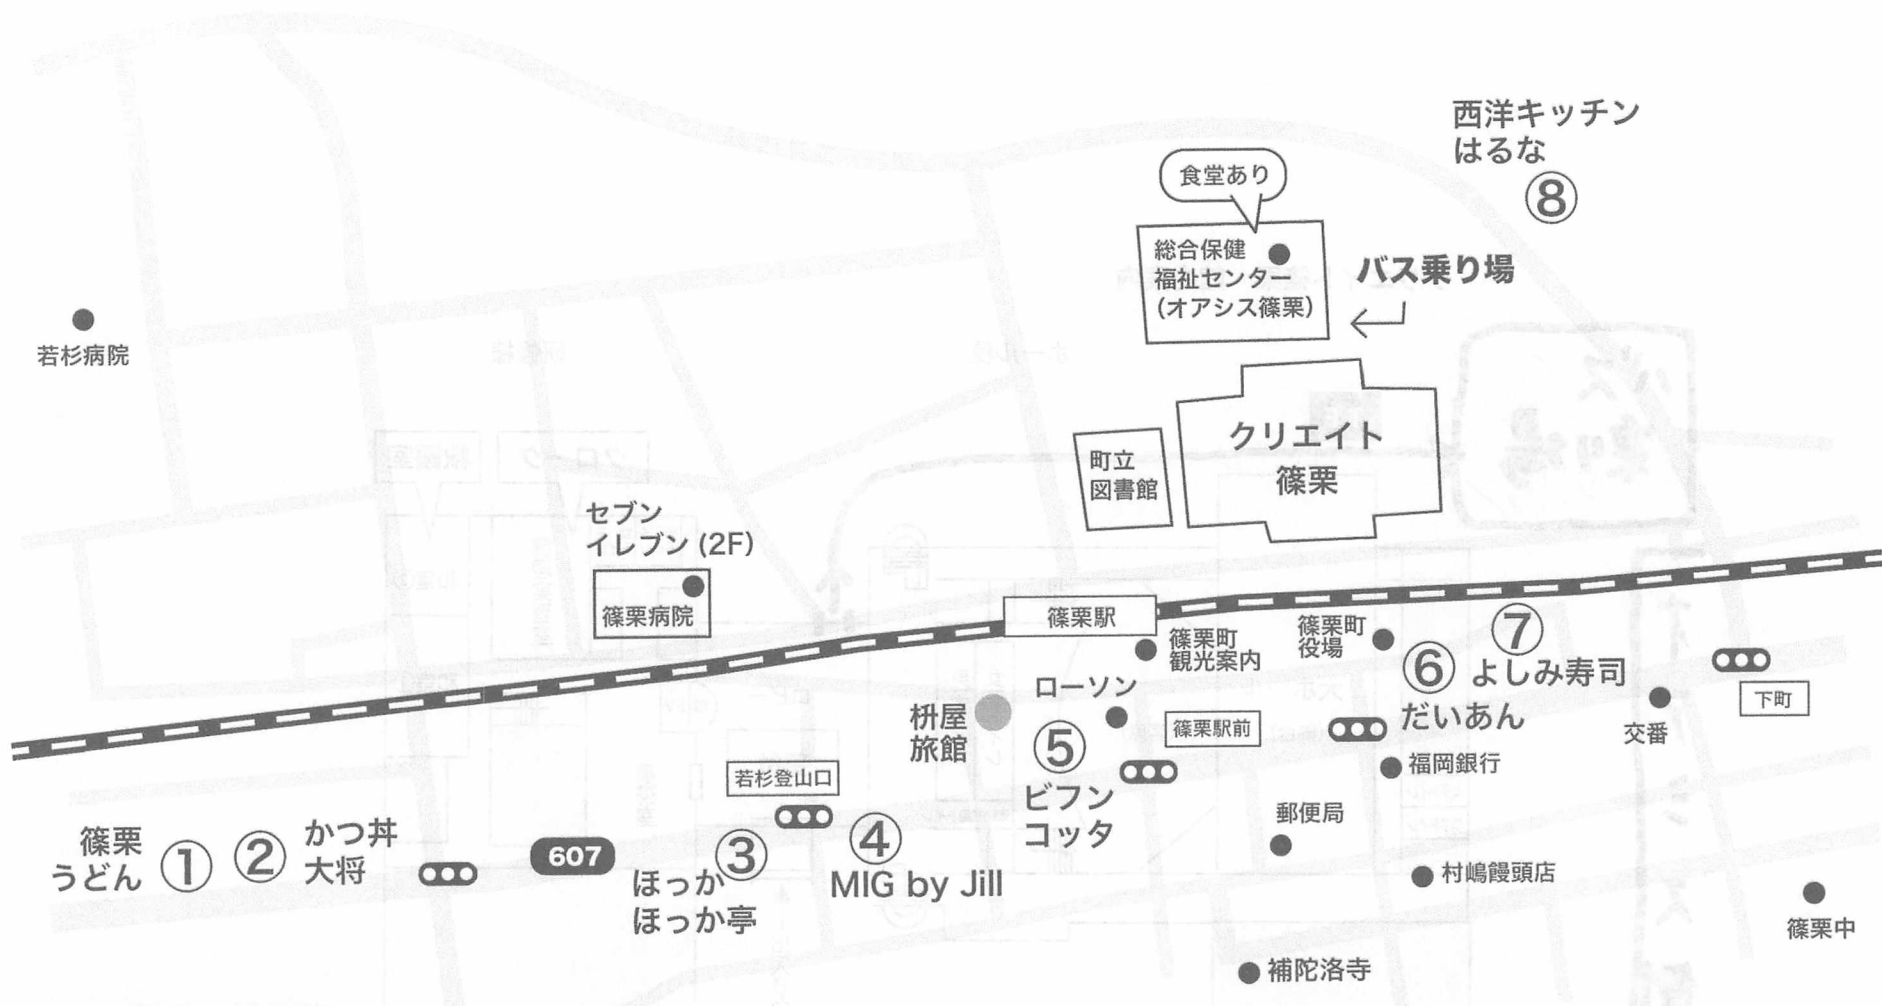 西洋キッチン
はるな
⑧
食堂あり
総合保健
福祉センター
(オアシス篠栗)
バス乗り場
若杉病院
クリエイト
篠栗
町立
図書館
セブン
イレブン (2F)
篠栗病院
篠栗駅
篠栗町
観光案内
篠栗町
役場
⑦
よしみ寿司
⑥
だいあん
下町
交番
ローソン
枡屋
旅館
⑤
ビフン
コッタ
篠栗駅前
福岡銀行
若杉登山口
郵便局
篠栗
うどん
①
②
かつ丼
大将
607
③
ほっか
ほっか亭
④
MIG by Jill
村嶋饅頭店
篠栗中
補陀洛寺